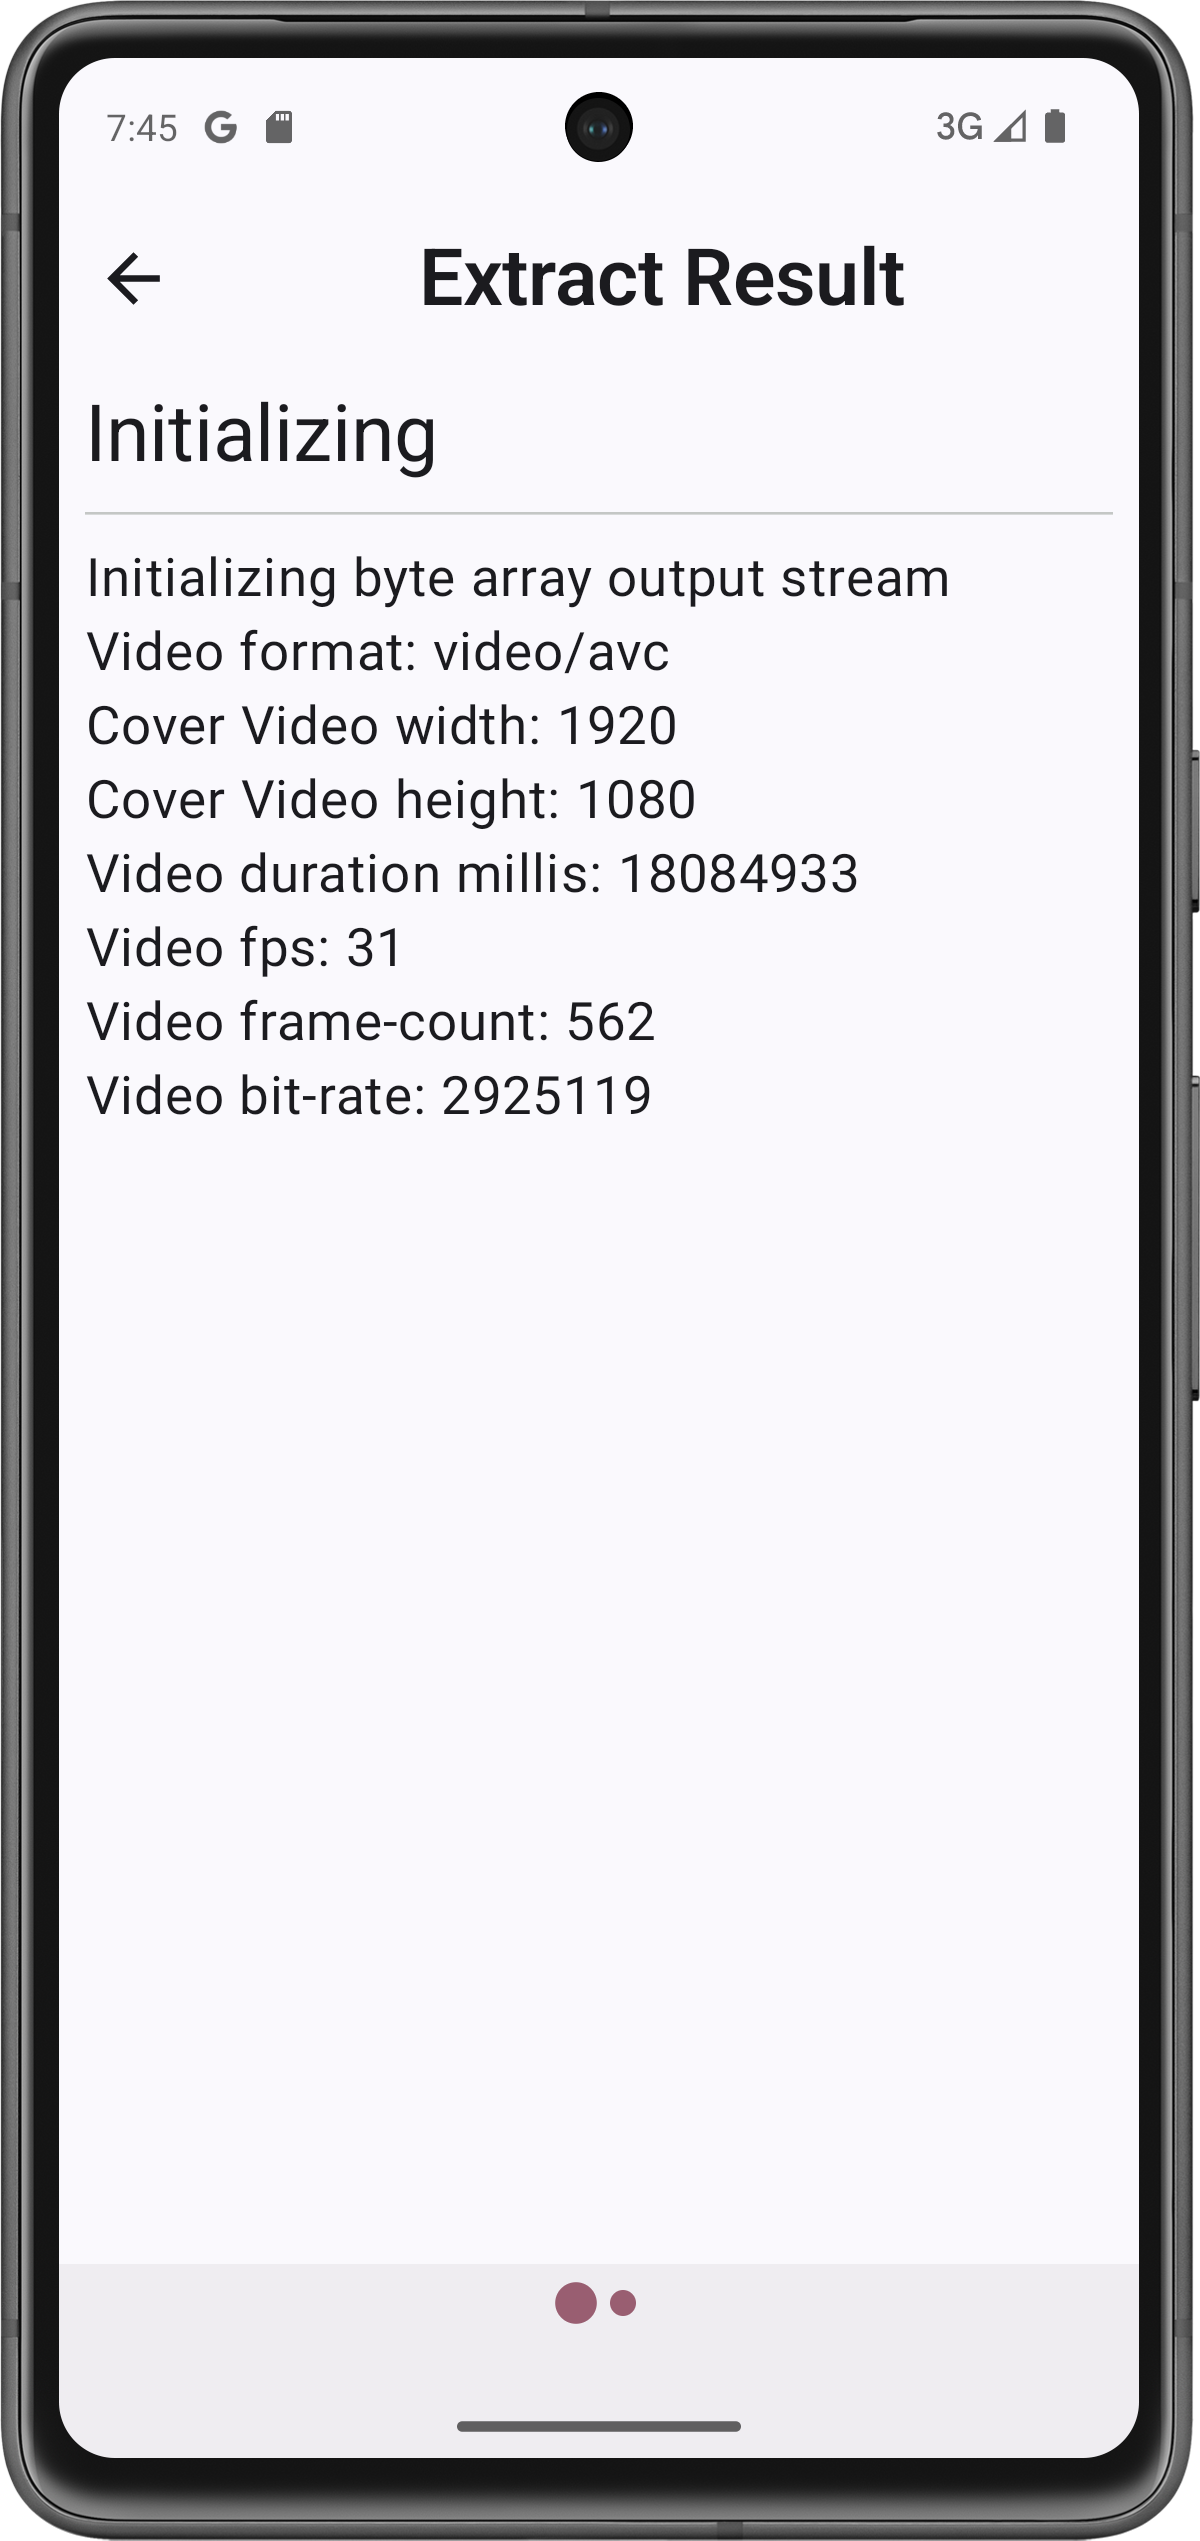 7:45
3G
Extract Result
Initializing
Initializing byte array output stream
Video format: video/avc
Cover Video width: 1920
Cover Video height: 1080
Video duration millis: 18084933
Video fps: 31
Video frame-count: 562
Video bit-rate: 2925119